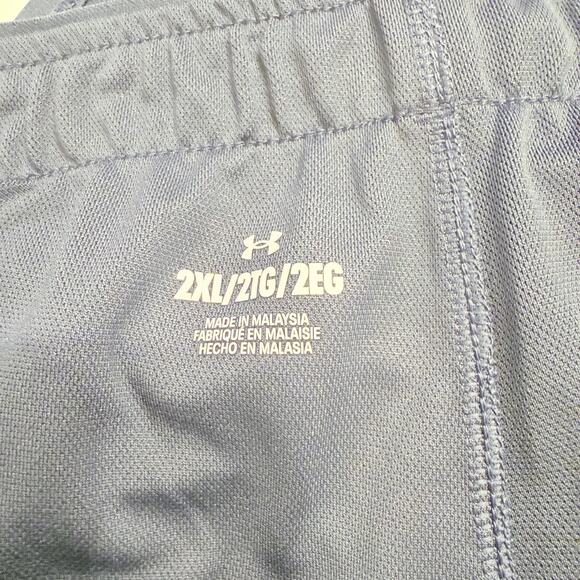 2XL/2TG/2EG
MADE IN MALAYSIA
FABRIQUÉ EN MALAISIE
HECHO EN MALASIA